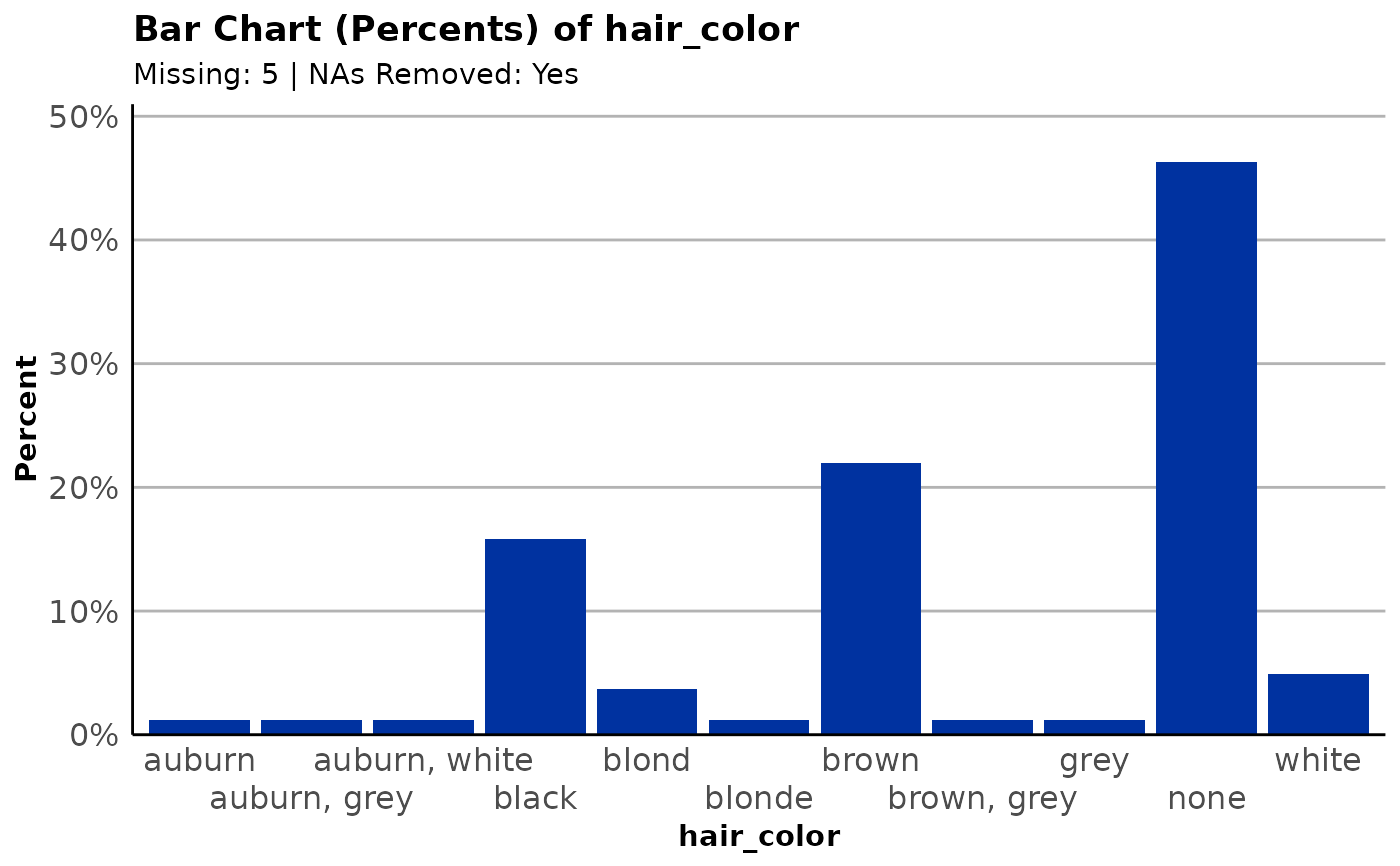 Bar Chart (Percents) of hair_color
Missing: 5 | NAs Removed: Yes
50%
40%
30%
20%
10%
0%
Percent
auburn auburn, white blond brown grey white
auburn, grey black blonde brown, grey none
hair_color